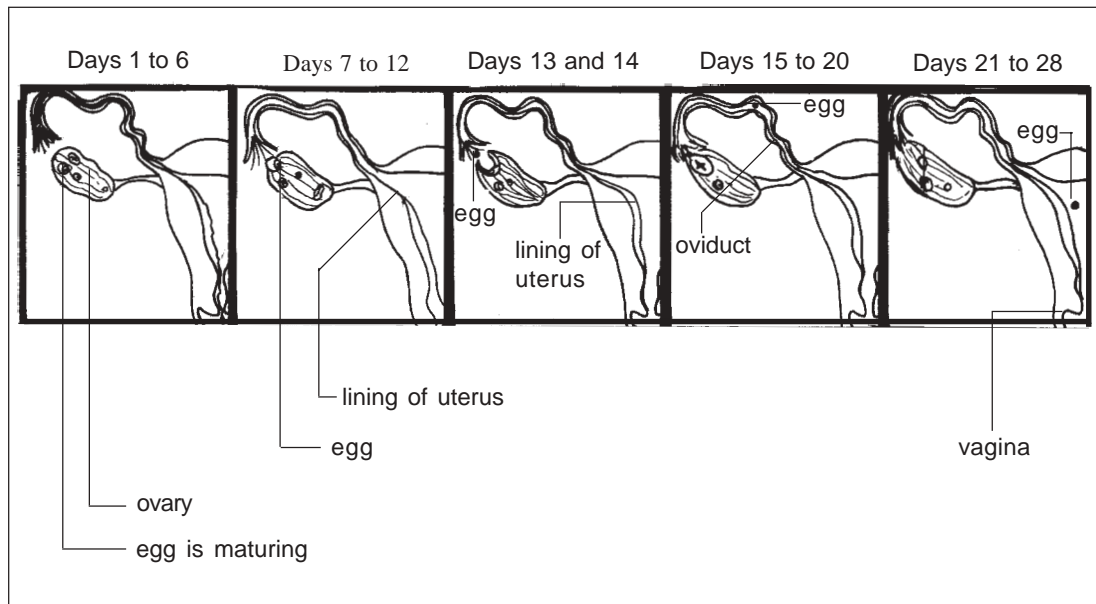 Days 1 to 6
Days 7 to 12
Days 13 and 14
Days 15 to 20
Days 21 to 28
egg
egg
egg
lining of
uterus
oviduct
lining of uterus
egg
vagina
ovary
egg is maturing